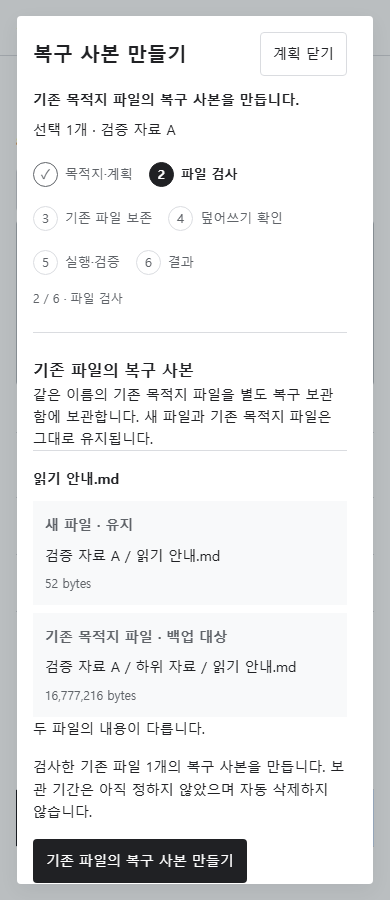 복구 사본 만들기
계획 닫기
기존 목적지 파일의 복구 사본을 만듭니다.
선택 1개 · 검증 자료 A
✓ 목적지·계획 2 파일 검사
3 기존 파일 보존 4 덮어쓰기 확인
5 실행·검증 6 결과
2 / 6 · 파일 검사
기존 파일의 복구 사본
같은 이름의 기존 목적지 파일을 별도 복구 보관
함에 보관합니다. 새 파일과 기존 목적지 파일은
그대로 유지됩니다.
읽기 안내.md
새 파일 · 유지
검증 자료 A / 읽기 안내.md
52 bytes
기존 목적지 파일 · 백업 대상
검증 자료 A / 하위 자료 / 읽기 안내.md
16,777,216 bytes
두 파일의 내용이 다릅니다.
검사한 기존 파일 1개의 복구 사본을 만듭니다. 보
관 기간은 아직 정하지 않았으며 자동 삭제하지
않습니다.
기존 파일의 복구 사본 만들기